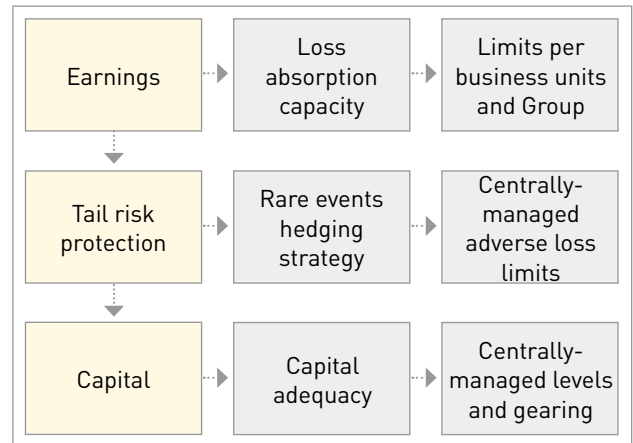 Earnings
Loss
absorption
capacity
Limits per
business units
and Group
Tail risk
protection
Rare events
hedging
strategy
Centrally-
managed
adverse loss
limits
Capital
Capital
adequacy
Centrally-
managed levels
and gearing